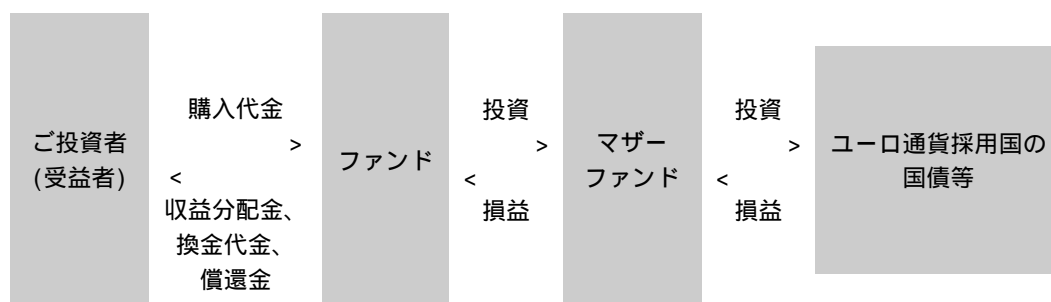 ご投資者
(受益者)
購入代金
>
<
収益分配金、
換金代金、
償還金
ファンド
投資
>
<
損益
マザー
ファンド
投資
>
<
損益
ユーロ通貨採用国の
国債等